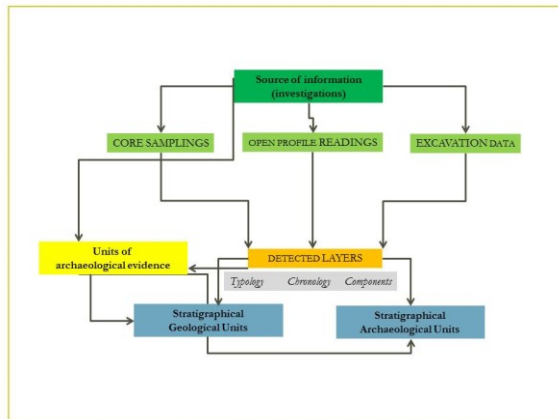 Source of information
(investigations)
CORE SAMPLINGS
OPEN PROFILE READINGS
EXCAVATION DATA
Units of
archaeological evidence
DETECTED LAYERS
Typology Chronology Components
Stratigraphical
Geological Units
Stratigraphical
Archaeological Units